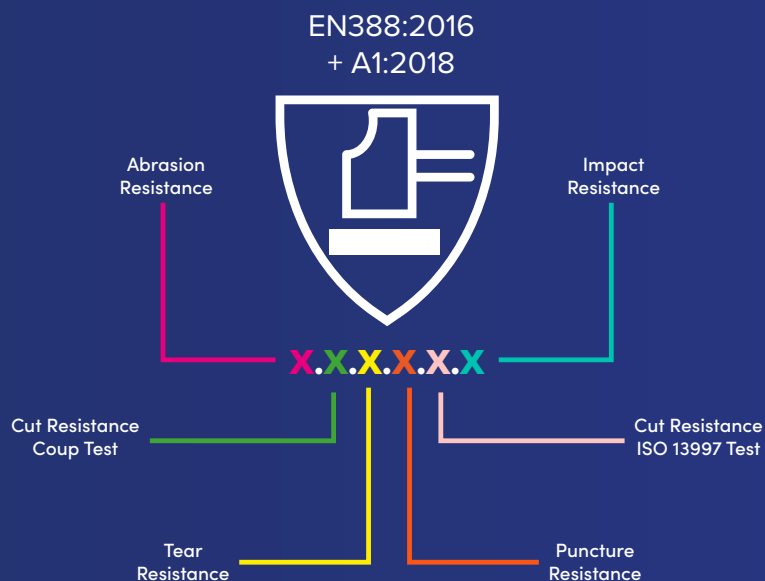 EN388:2016
+ A1:2018
Abrasion
Resistance
Impact
Resistance
X.X.X.X.X.X
Cut Resistance
Coup Test
Cut Resistance
ISO 13997 Test
Tear
Resistance
Puncture
Resistance